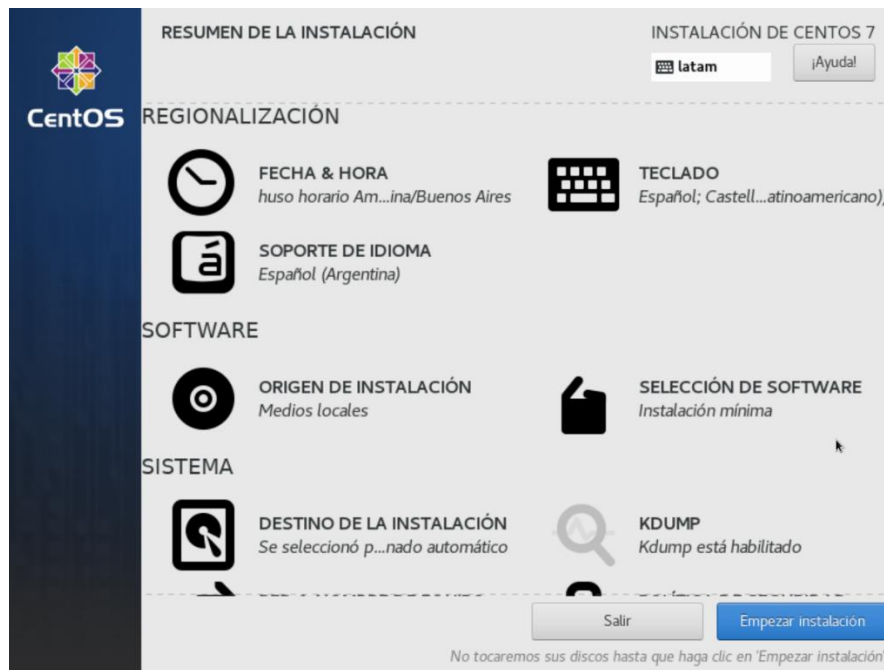 RESUMEN DE LA INSTALACIÓN
INSTALACIÓN DE CENTOS 7
latam
¡Ayuda!
CentOS
REGIONALIZACIÓN
FECHA & HORA
huso horario Am...ina/Buenos Aires
TECLADO
Español; Castell...atinoamericano),
SOPORTE DE IDIOMA
Español (Argentina)
SOFTWARE
ORIGEN DE INSTALACIÓN
Medios locales
SELECCIÓN DE SOFTWARE
Instalación mínima
SISTEMA
DESTINO DE LA INSTALACIÓN
Se seleccionó p...nado automático
KDUMP
Kdump está habilitado
Salir
Empezar instalación
No tocaremos sus discos hasta que haga clic en 'Empezar instalación'